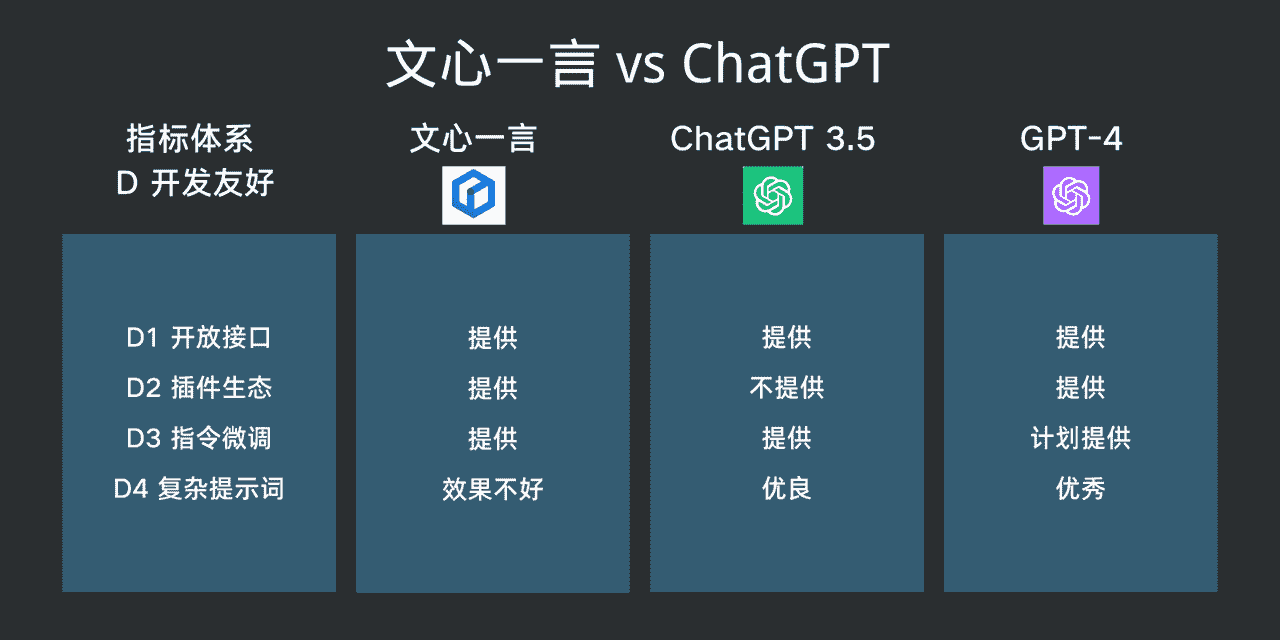 文心一言 vs ChatGPT
指标体系
D 开发友好
文心一言
ChatGPT 3.5
GPT-4
D1 开放接口
提供
提供
提供
D2 插件生态
提供
不提供
提供
D3 指令微调
提供
提供
计划提供
D4 复杂提示词
效果不好
优良
优秀